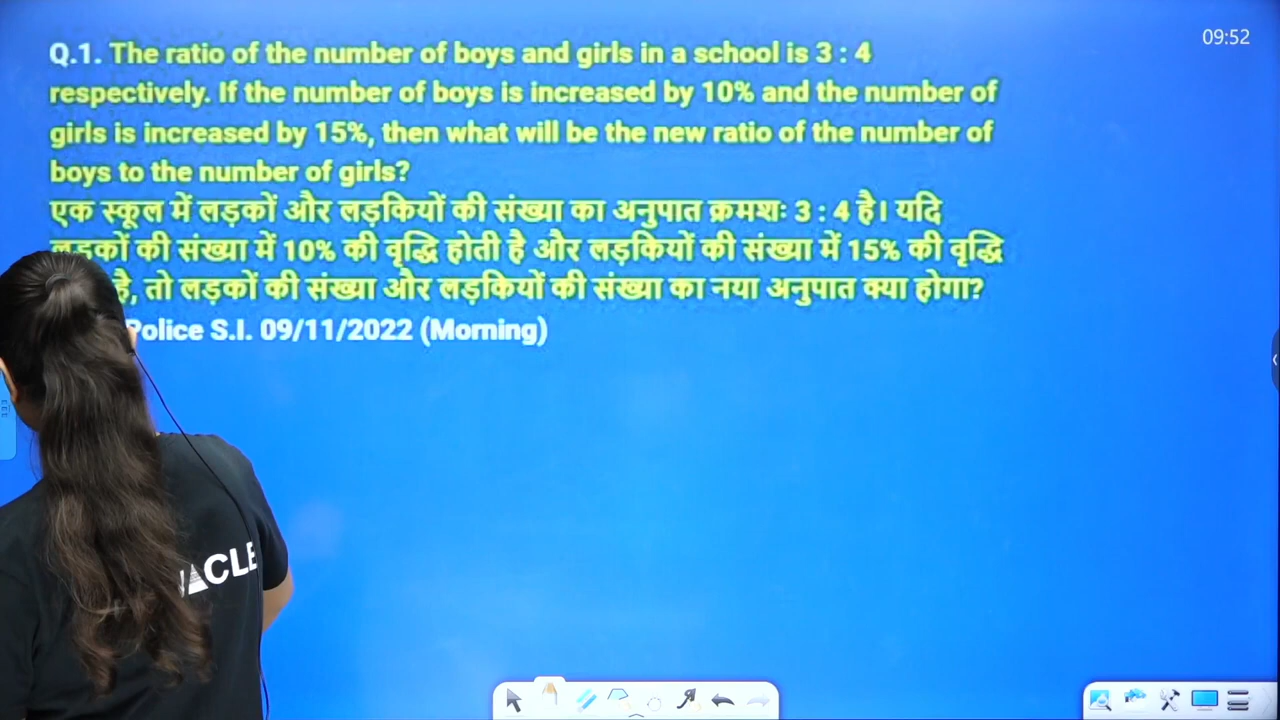 09:52
Q.1. The ratio of the number of boys and girls in a school is 3 : 4
respectively. If the number of boys is increased by 10% and the number of
girls is increased by 15%, then what will be the new ratio of the number of
boys to the number of girls?
एक स्कूल में लड़कों और लड़कियों की संख्या का अनुपात क्रमशः 3 : 4 है। यदि
लड़कों की संख्या में 10% की वृद्धि होती है और लड़कियों की संख्या में 15% की वृद्धि
है, तो लड़कों की संख्या और लड़कियों की संख्या का नया अनुपात क्या होगा?
Police S.I. 09/11/2022 (Morning)